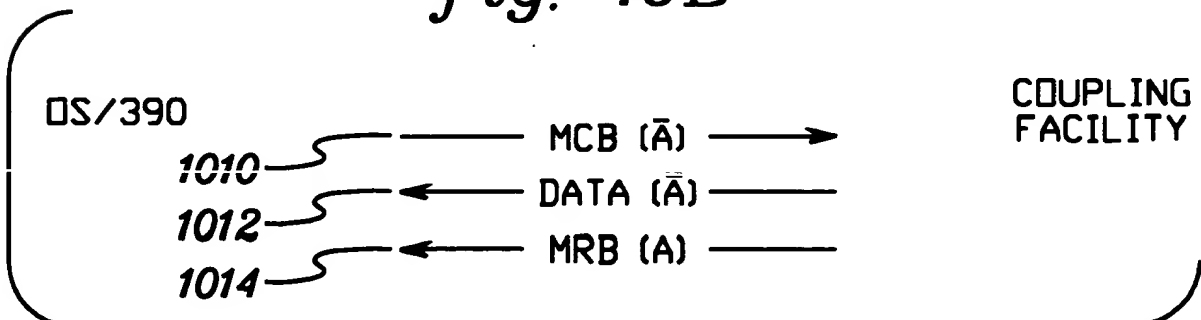 OS/390
COUPLING
FACILITY
1010
MCB (Ā)
1012
DATA (Ā)
1014
MRB (A)